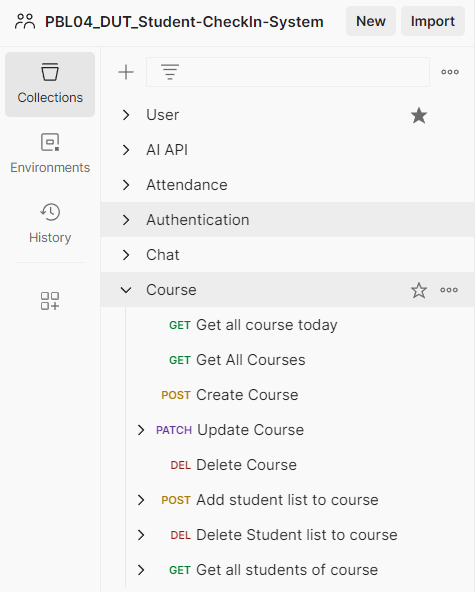 PBL04_DUT_Student-CheckIn-System
New
Import
Collections
Environments
History
User
AI API
Attendance
Authentication
Chat
Course
GET Get all course today
GET Get All Courses
POST Create Course
PATCH Update Course
DEL Delete Course
POST Add student list to course
DEL Delete Student list to course
GET Get all students of course